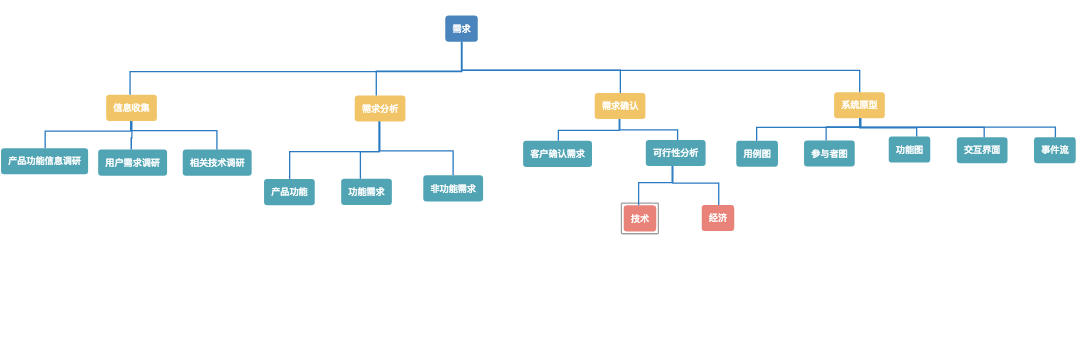 需求
信息收集
需求分析
需求确认
系统原型
产品功能信息调研
用户需求调研
相关技术调研
产品功能
功能需求
非功能需求
客户确认需求
可行性分析
用例图
参与者图
功能图
交互界面
事件流
技术
经济